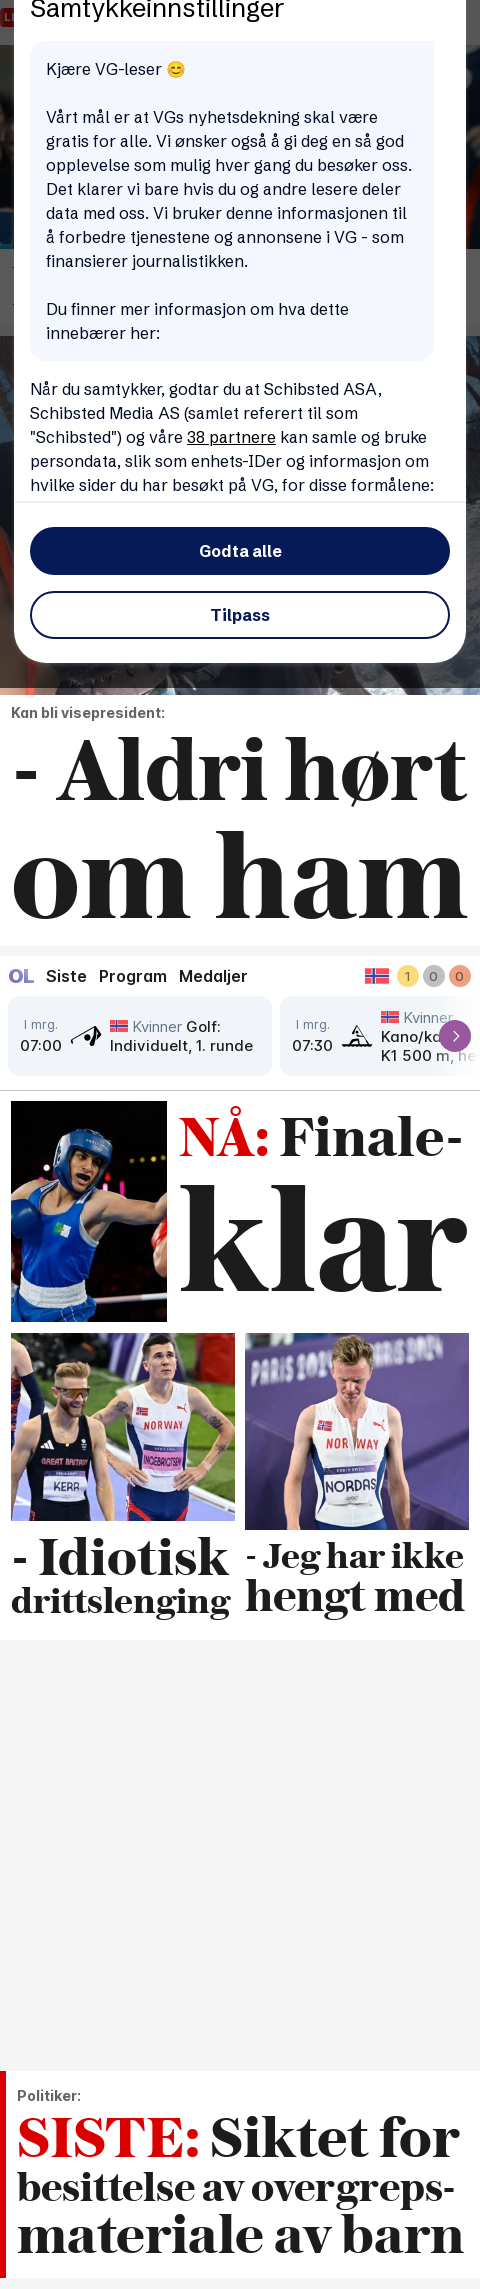 Samtykkeinnstillinger
Kjære VG-leser 😊
Vårt mål er at VGs nyhetsdekning skal være
gratis for alle. Vi ønsker også å gi deg en så god
opplevelse som mulig hver gang du besøker oss.
Det klarer vi bare hvis du og andre lesere deler
data med oss. Vi bruker denne informasjonen til
å forbedre tjenestene og annonsene i VG - som
finansierer journalistikken.
Du finner mer informasjon om hva dette
innebærer her:
Når du samtykker, godtar du at Schibsted ASA,
Schibsted Media AS (samlet referert til som
"Schibsted") og våre 38 partnere kan samle og bruke
persondata, slik som enhets-IDer og informasjon om
hvilke sider du har besøkt på VG, for disse formålene:
Godta alle
Tilpass
Kan bli visepresident:
- Aldri hørt
om ham
OL Siste Program Medaljer 1 0 0
I mrg.
07:00
Kvinner Golf:
Individuelt, 1. runde
I mrg.
07:30
Kvinner
K1 500 m,
NÅ: Finale-
klar
GREAT BRITAIN
KERR
NORWAY
INGEBRIGTSEN
PARIS 2024
NORWAY
PARIS 2024
NORDÅS
- Idiotisk
drittslenging
- Jeg har ikke
hengt med
Politiker:
SISTE: Siktet for
besittelse av overgreps-
materiale av barn